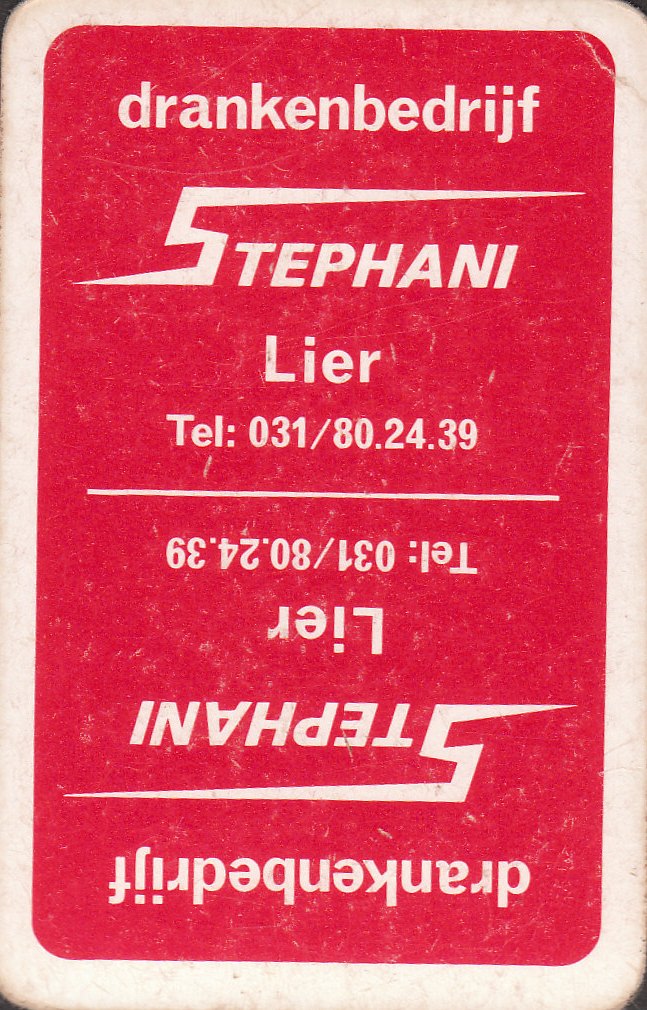 drankenbedrijf
STEPHANI
Lier
Tel: 031/80.24.39
Tel: 031/80.24.39
Lier
STEPHANI
drankenbedrijf